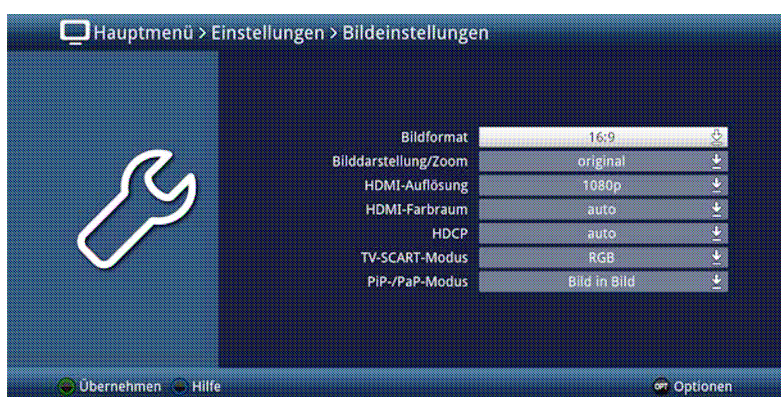 Hauptmenü > Einstellungen > Bildeinstellungen
Bildformat 16:9
Bilddarstellung/Zoom original
HDMI-Auflösung 1080p
HDMI-Farbraum auto
HDCP auto
TV-SCART-Modus RGB
PiP-/PaP-Modus Bild in Bild
Übernehmen Hilfe OPT Optionen